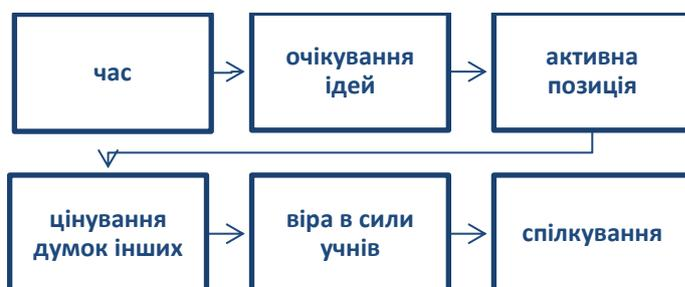 час
очікування
ідей
активна
позиція
цінування
думок інших
віра в сили
учнів
спілкування